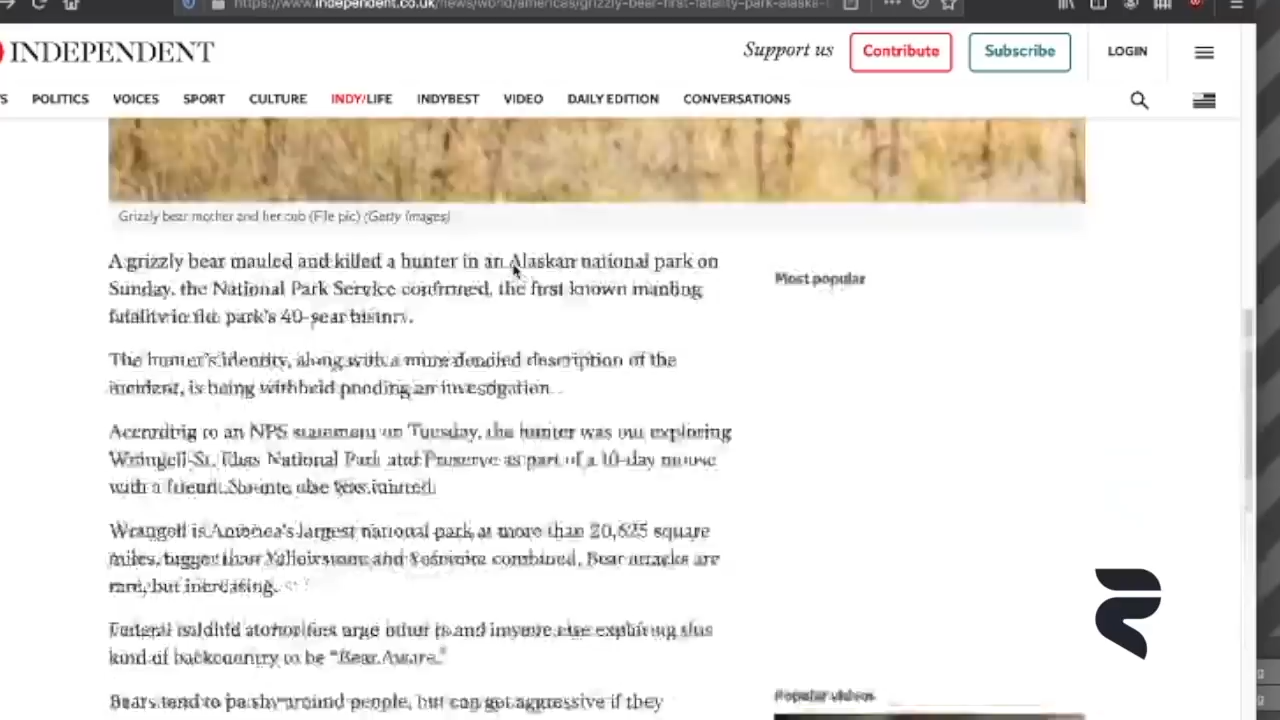 https://www.independent.co.uk/news/world/americas/grizzly-bear-first-fatality-park-alaska-
INDEPENDENT
Support us
Contribute
Subscribe
LOGIN
POLITICS
VOICES
SPORT
CULTURE
INDY/LIFE
INDYBEST
VIDEO
DAILY EDITION
CONVERSATIONS
Grizzly bear mother and her cub (File pic) (Getty Images)
A grizzly bear mauled and killed a hunter in an Alaskan national park on
Sunday, the National Park Service confirmed, the first known mauling
fatality in the park's 40-year history.
Most popular
The hunter's identity, along with a more detailed description of the
incident, is being withheld pending an investigation.
According to an NPS statement on Tuesday, the hunter was out exploring
Wrangell-St. Elias National Park and Preserve as part of a 10-day moose
with a friend. No-one else was injured.
Wrangell is America's largest national park at more than 20,625 square
miles, bigger than Yellowstone and Yosemite combined. Bear attacks are
rare, but increasing.
Federal wildlife authorities urge other exploring this
kind of backcountry to be "Bear Aware."
Bears tend to be shy around people, but can get aggressive if they
Popular videos